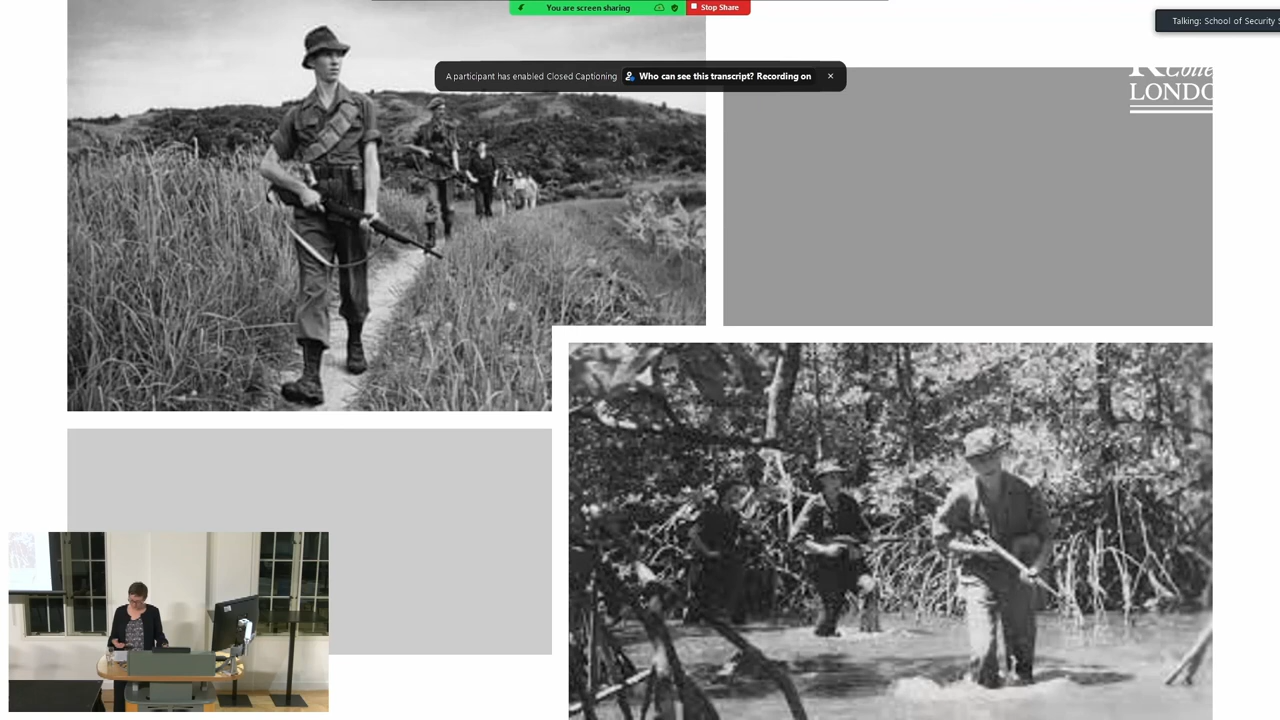 You are screen sharing
Stop Share
Talking: School of Security
A participant has enabled Closed Captioning
Who can see this transcript? Recording on